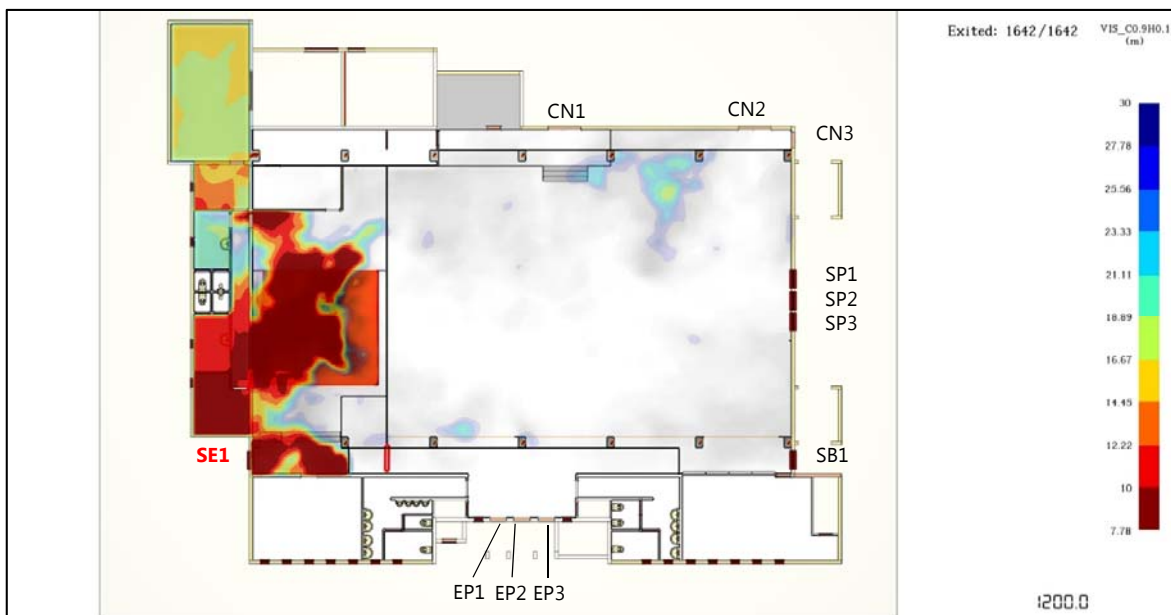 Exited: 1642/1642
VIS_C0.9H0.1
(m)
30
27.78
25.56
23.33
21.11
18.89
16.67
14.45
12.22
10
7.78
CN1
CN2
CN3
SP1
SP2
SP3
SE1
SB1
EP1 EP2 EP3
1200.0